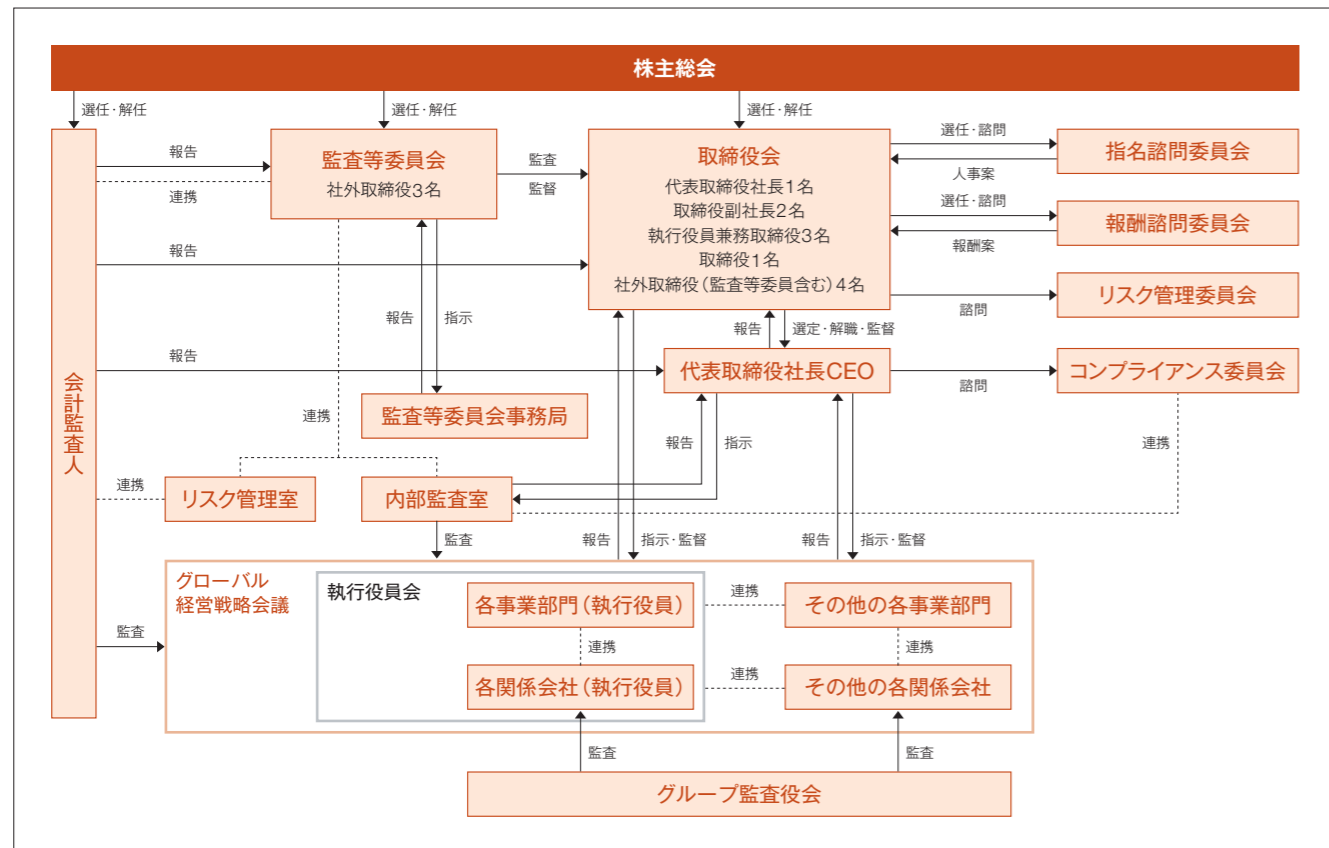 株主総会
選任・解任
選任・解任
選任・解任
会計監査人
報告
連携
監査等委員会
社外取締役3名
監査
監督
取締役会
代表取締役社長1名
取締役副社長2名
執行役員兼務取締役3名
取締役1名
社外取締役（監査等委員含む）4名
選任・諮問
人事案
指名諮問委員会
選任・諮問
報酬案
報酬諮問委員会
報告
諮問
リスク管理委員会
報告
指示
報告
選定・解職・監督
報告
代表取締役社長CEO
諮問
コンプライアンス委員会
監査等委員会事務局
連携
報告
指示
連携
連携
リスク管理室
内部監査室
監査
報告
指示・監督
報告
指示・監督
監査
グローバル
経営戦略会議
執行役員会
各事業部門（執行役員）
連携
その他の各事業部門
連携
連携
各関係会社（執行役員）
連携
その他の各関係会社
監査
監査
グループ監査役会